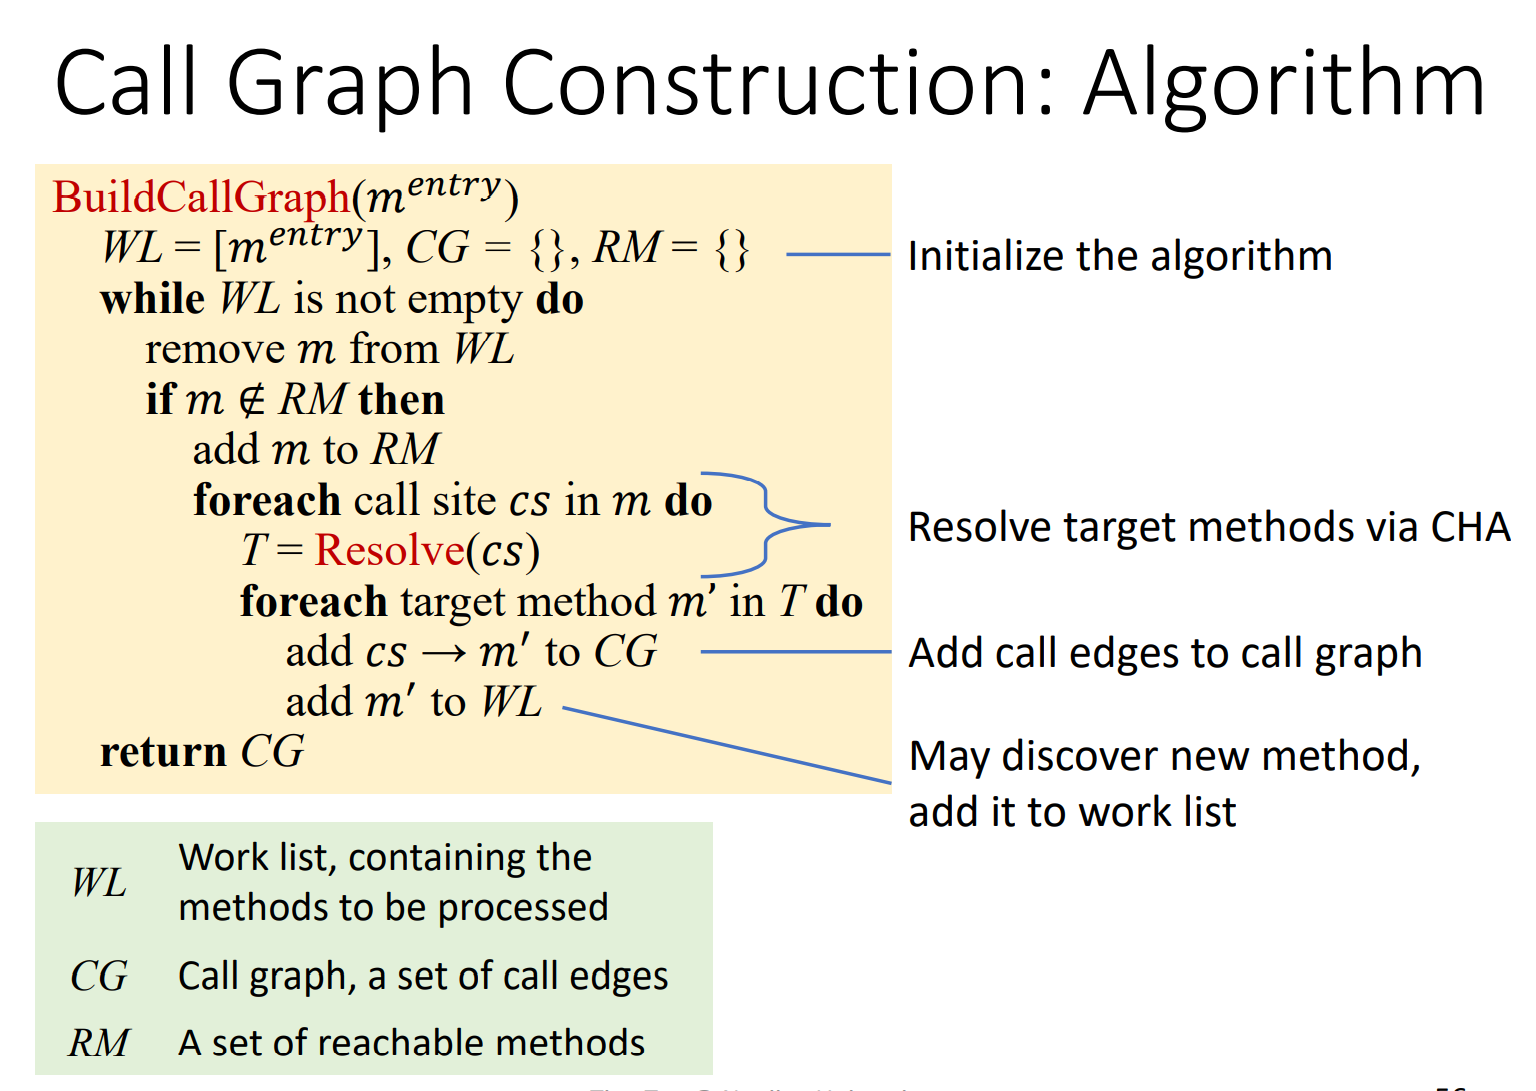 Call Graph Construction: Algorithm
BuildCallGraph(m^entry)
WL = [m^entry], CG = {}, RM = {}
Initialize the algorithm
while WL is not empty do
remove m from WL
if m ∉ RM then
add m to RM
foreach call site cs in m do
T = Resolve(cs)
Resolve target methods via CHA
foreach target method m’ in T do
add cs → m′ to CG
Add call edges to call graph
add m′ to WL
May discover new method,
add it to work list
return CG
WL Work list, containing the
methods to be processed
CG Call graph, a set of call edges
RM A set of reachable methods